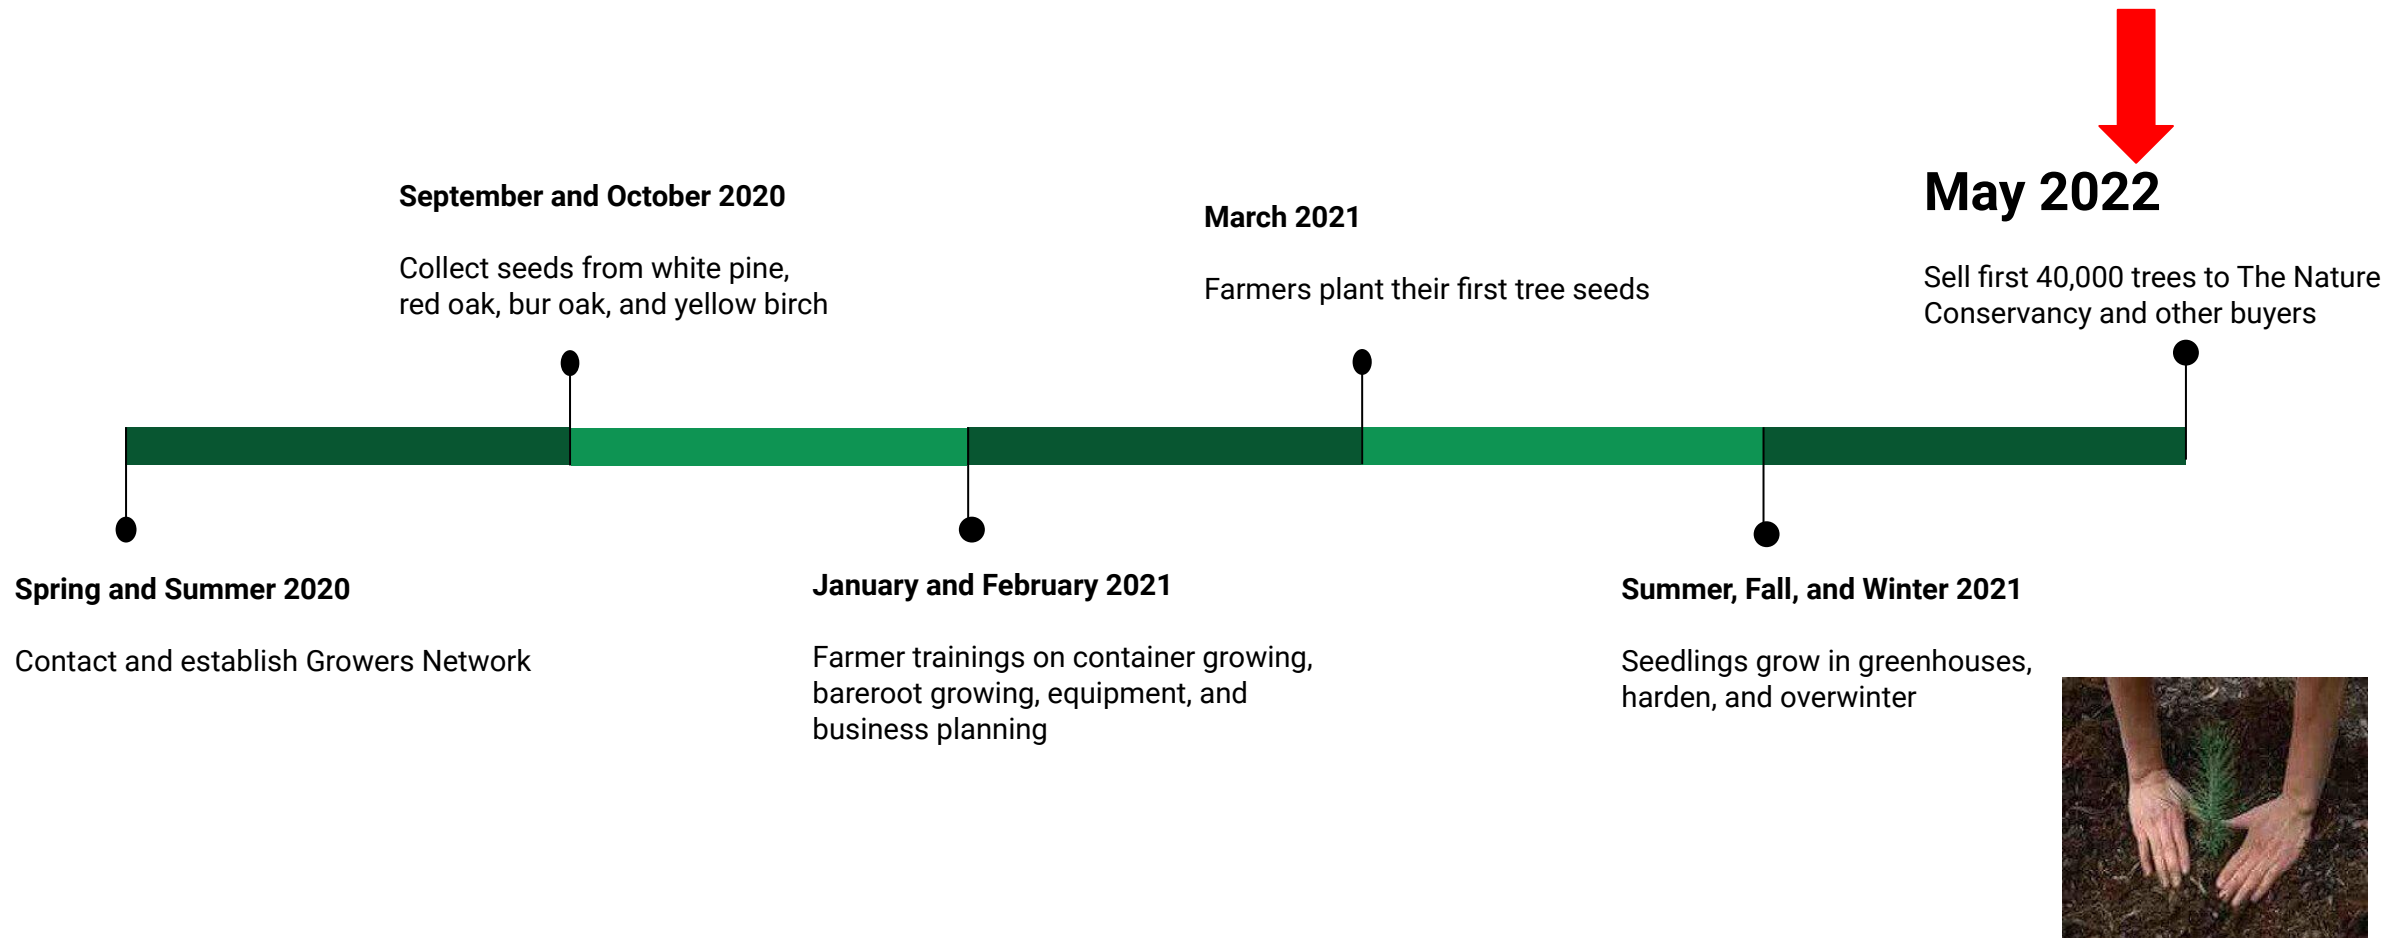 Spring and Summer 2020
Contact and establish Growers Network
September and October 2020
Collect seeds from white pine,
red oak, bur oak, and yellow birch
January and February 2021
Farmer trainings on container growing,
bareroot growing, equipment, and
business planning
March 2021
Farmers plant their first tree seeds
Summer, Fall, and Winter 2021
Seedlings grow in greenhouses,
harden, and overwinter
May 2022
Sell first 40,000 trees to The Nature
Conservancy and other buyers